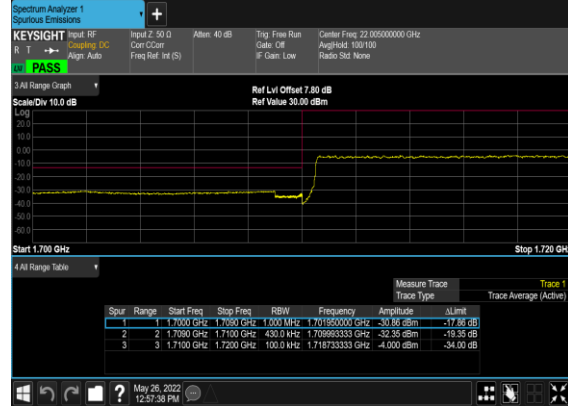 Spectrum Analyzer 1
Spurious Emissions
+
KEYSIGHT Input: RF Input Z: 50 Ω Atten: 40 dB Trig: Free Run Center Freq: 22.005000000 GHz
R T Coupling: DC Corr CCorr Gate: Off Avg|Hold: 100/100
Align: Auto Freq Ref: Int (S) IF Gain: Low Radio Std: None
PASS
3 All Range Graph
Ref Lvl Offset 7.80 dB
Scale/Div 10.0 dB Ref Value 30.00 dBm
Log
20.0
10.0
0.00
-10.0
-20.0
-30.0
-40.0
-50.0
-60.0
Start 1.700 GHz Stop 1.720 GH
4 All Range Table
Measure Trace Trace 1
Trace Type Trace Average (Active)
Spur Range Start Freq Stop Freq RBW Frequency Amplitude ΔLimit
1 1 1.7000 GHz 1.7090 GHz 1.000 MHz 1.701950000 GHz -30.86 dBm -17.86 dB
2 2 1.7090 GHz 1.7100 GHz 430.0 kHz 1.709993333 GHz -32.35 dBm -19.35 dB
3 3 1.7100 GHz 1.7200 GHz 100.0 kHz 1.718733333 GHz -4.000 dBm -34.00 dB
? May 26, 2022
12:57:38 PM